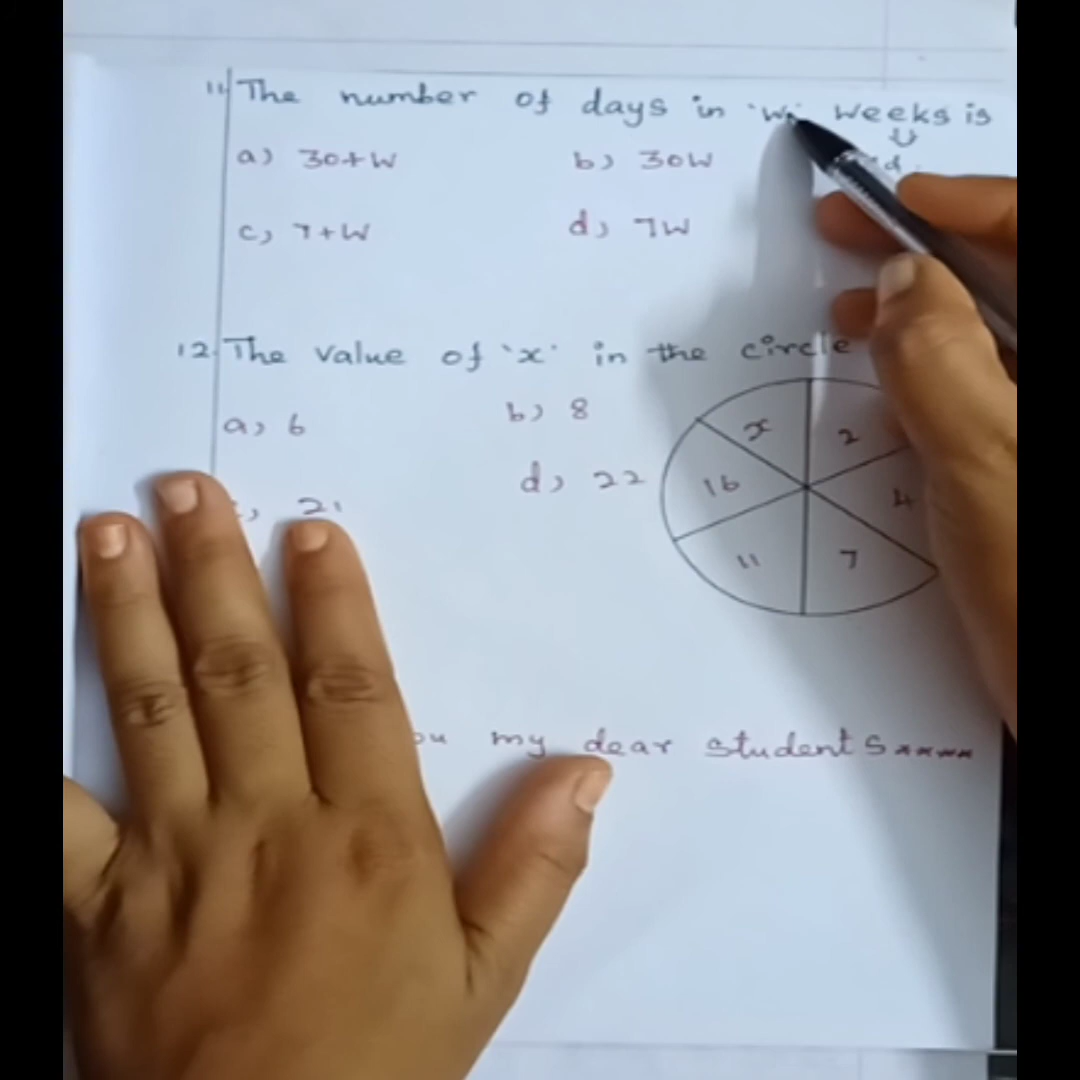 11. The number of days in 'w' weeks is
a) 30+W b) 30W
c) 7+W d) 7W
12. The value of 'x' in the circle
a) 6 b) 8
d) 22
21
x 2
16 4
11 7
my dear students